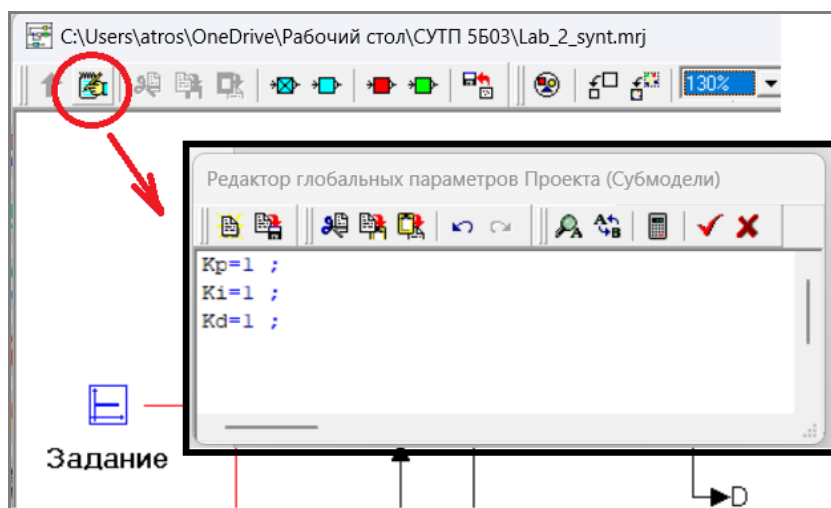 C:\Users\atros\OneDrive\Рабочий стол\СУТП 5Б03\Lab_2_synt.mrj
130%
Редактор глобальных параметров Проекта (Субмодели)
Kp=1 ;
Ki=1 ;
Kd=1 ;
Задание
D